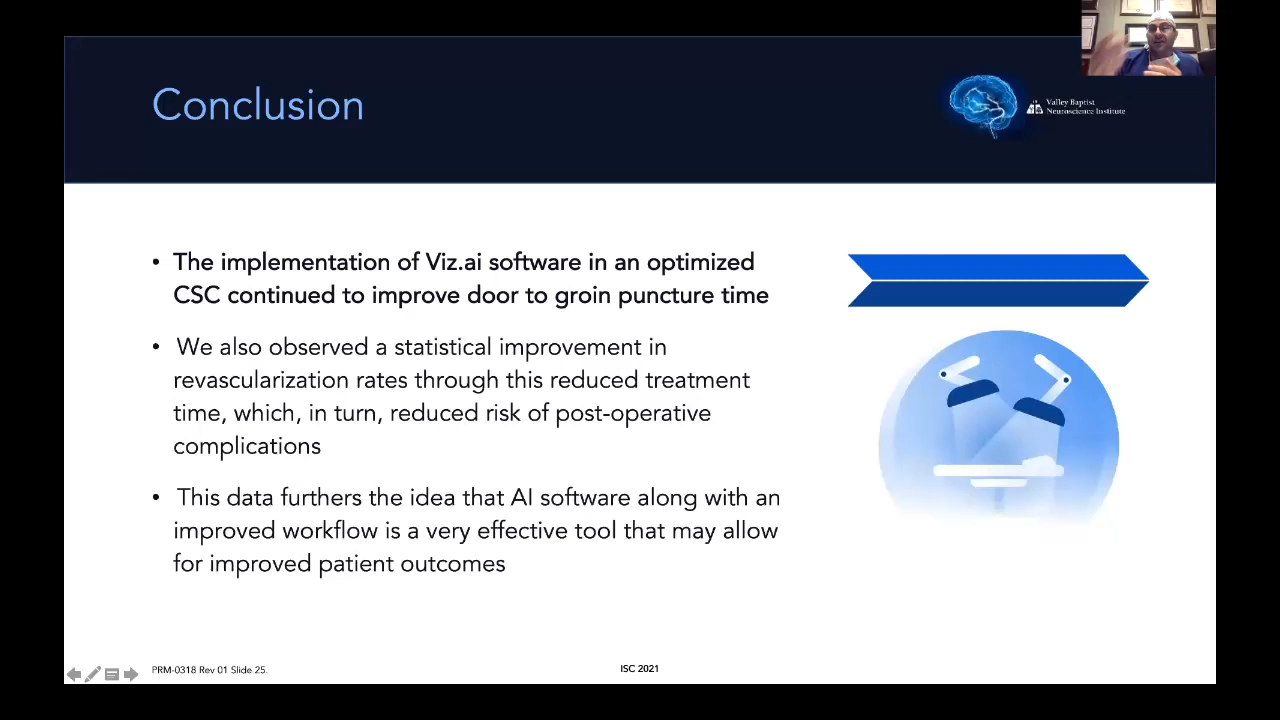 Conclusion
Valley Baptist
Neuroscience Institute
• The implementation of Viz.ai software in an optimized
CSC continued to improve door to groin puncture time
• We also observed a statistical improvement in
revascularization rates through this reduced treatment
time, which, in turn, reduced risk of post-operative
complications
• This data furthers the idea that AI software along with an
improved workflow is a very effective tool that may allow
for improved patient outcomes
PRM-0318 Rev 01 Slide 25.
ISC 2021